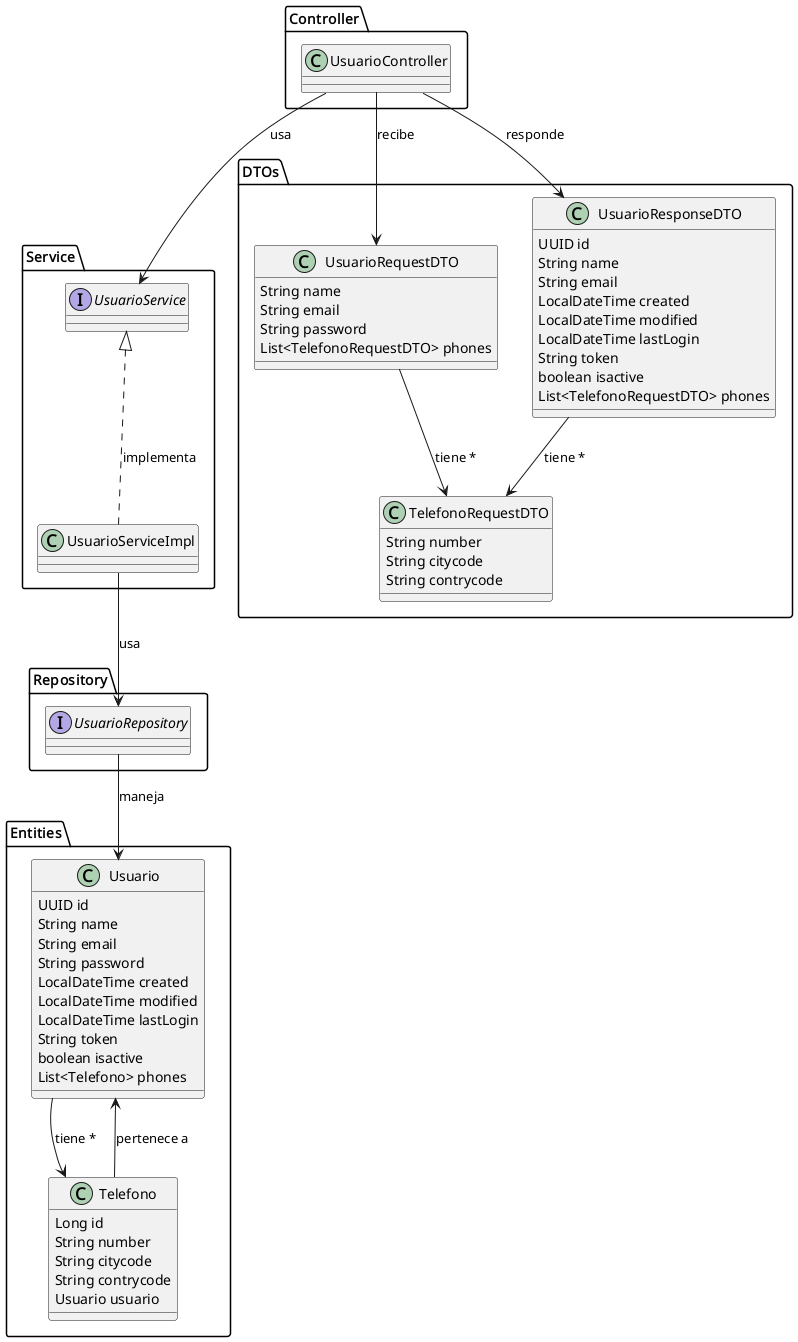 Controller
C UsuarioController
usa
recibe
responde
DTOs
C UsuarioResponseDTO
UUID id
String name
String email
LocalDateTime created
LocalDateTime modified
LocalDateTime lastLogin
String token
boolean isactive
List<TelefonoRequestDTO> phones
C UsuarioRequestDTO
String name
String email
String password
List<TelefonoRequestDTO> phones
tiene *
tiene *
C TelefonoRequestDTO
String number
String citycode
String contrycode
Service
I UsuarioService
implementa
C UsuarioServiceImpl
usa
Repository
I UsuarioRepository
maneja
Entities
C Usuario
UUID id
String name
String email
String password
LocalDateTime created
LocalDateTime modified
LocalDateTime lastLogin
String token
boolean isactive
List<Telefono> phones
tiene *
pertenece a
C Telefono
Long id
String number
String citycode
String contrycode
Usuario usuario